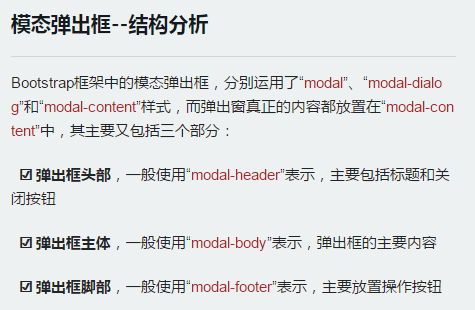 模态弹出框--结构分析
Bootstrap框架中的模态弹出框，分别运用了“modal”、“modal-dialo
g”和“modal-content”样式，而弹出窗真正的内容都放置在“modal-con
tent”中，其主要又包括三个部分：
☑ 弹出框头部，一般使用“modal-header”表示，主要包括标题和关
闭按钮
☑ 弹出框主体，一般使用“modal-body”表示，弹出框的主要内容
☑ 弹出框脚部，一般使用“modal-footer”表示，主要放置操作按钮